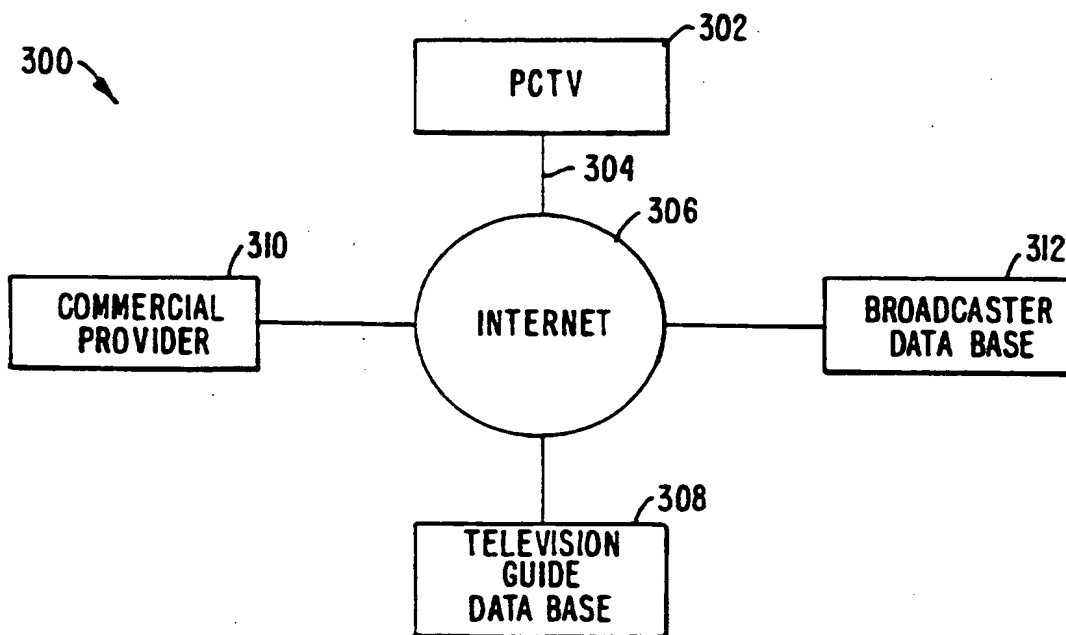 302
300
PCTV
304
306
310
312
COMMERCIAL
PROVIDER
INTERNET
BROADCASTER
DATA BASE
308
TELEVISION
GUIDE
DATA BASE